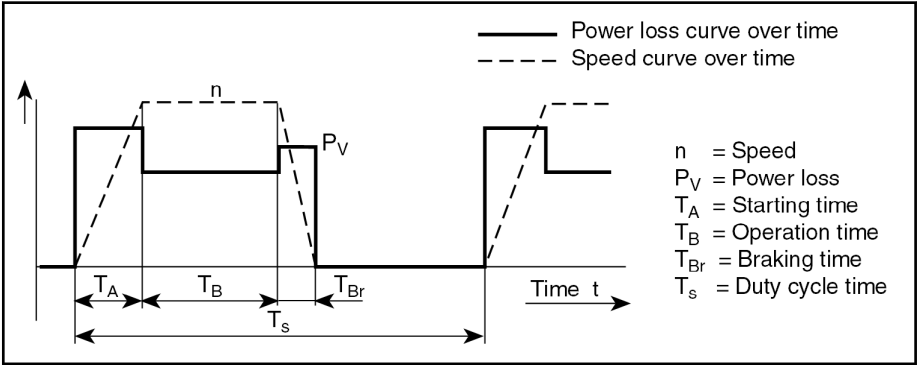 Power loss curve over time
Speed curve over time
n
P_V
n = Speed
P_V = Power loss
T_A = Starting time
T_B = Operation time
T_Br = Braking time
T_s = Duty cycle time
T_A
T_B
T_Br
Time t
T_s